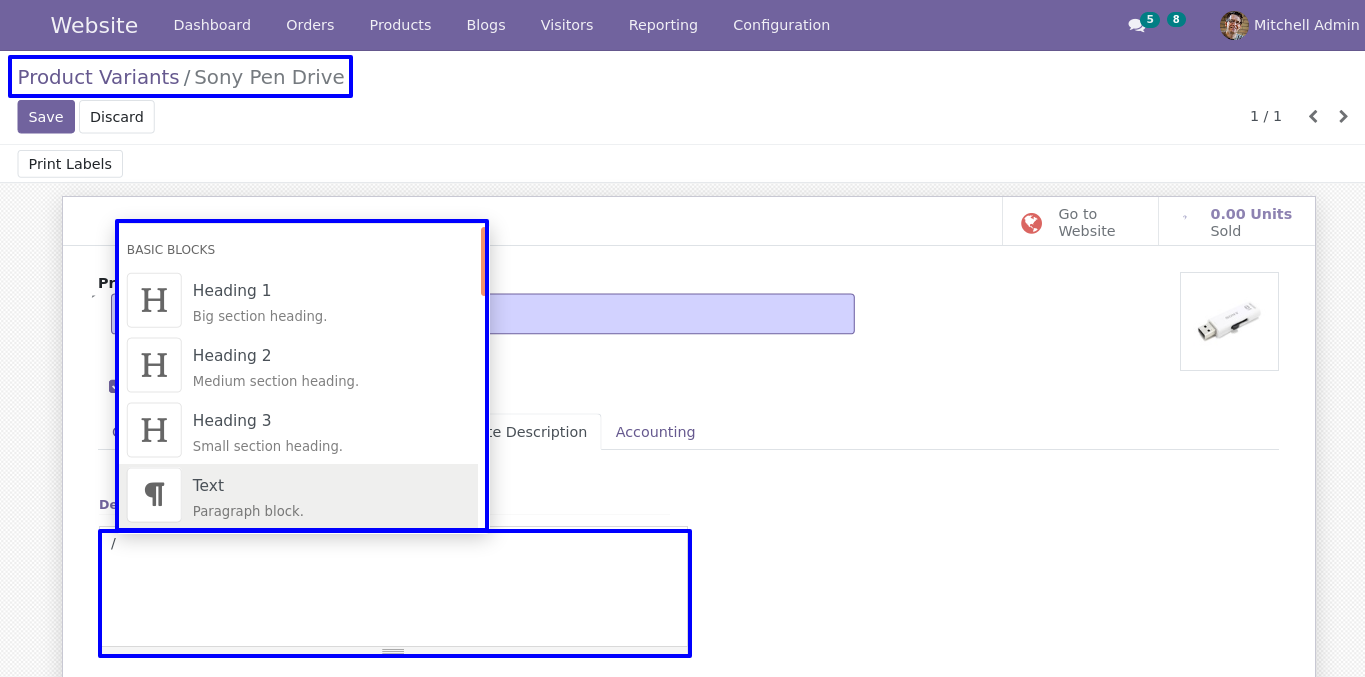 Website Dashboard Orders Products Blogs Visitors Reporting Configuration 5 8 Mitchell Admin
Product Variants / Sony Pen Drive
Save Discard 1 / 1
Print Labels
Go to
Website
0.00 Units
Sold
BASIC BLOCKS
Pr
H Heading 1
Big section heading.
H Heading 2
Medium section heading.
H Heading 3
Small section heading.
te Description Accounting
¶ Text
Paragraph block.
De
/